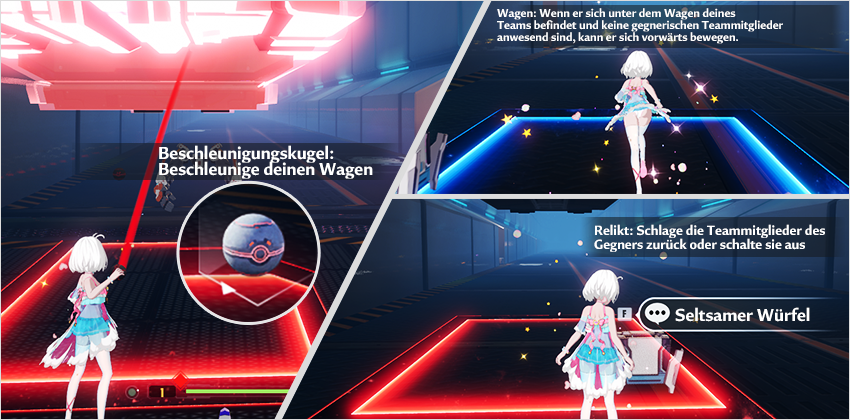 Beschleunigungskugel:
Beschleunige deinen Wagen
1
Wagen: Wenn er sich unter dem Wagen deines
Teams befindet und keine gegnerischen Teammitglieder
anwesend sind, kann er sich vorwärts bewegen.
Relikt: Schlage die Teammitglieder des
Gegners zurück oder schalte sie aus
F
Seltsamer Würfel